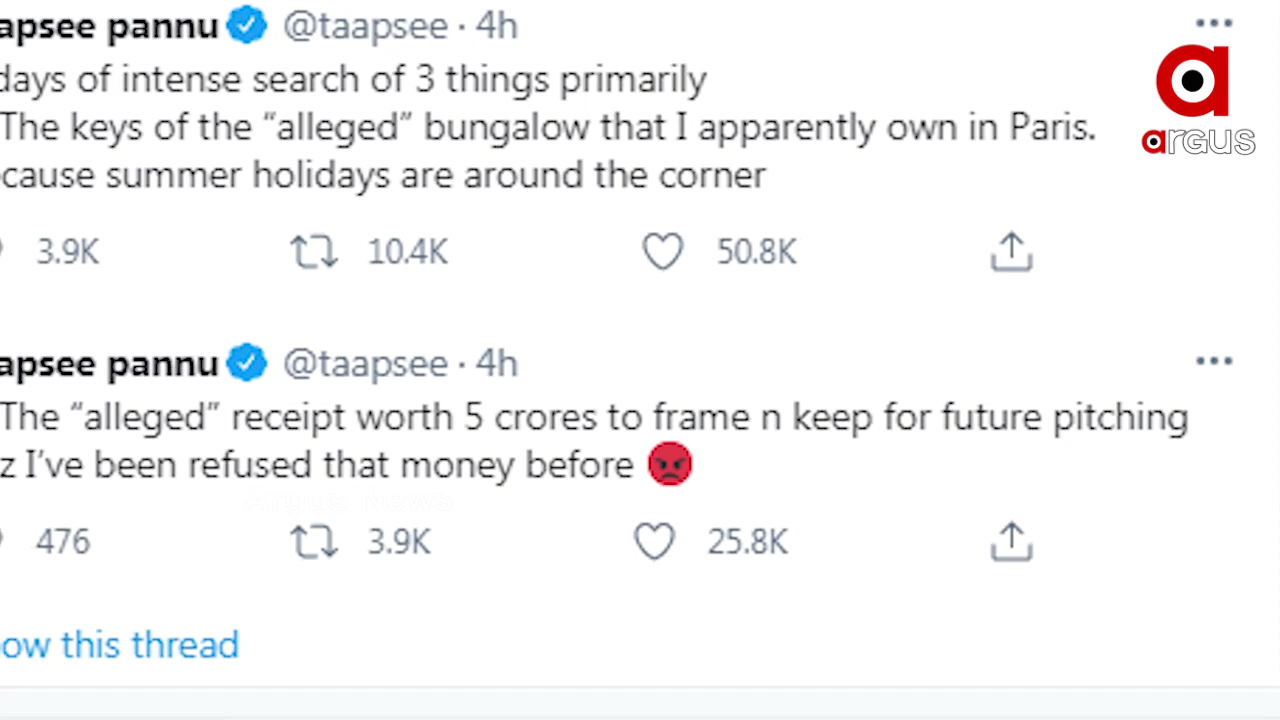 apsee pannu @taapsee · 4h
days of intense search of 3 things primarily
The keys of the “alleged” bungalow that I apparently own in Paris.
cause summer holidays are around the corner
3.9K 10.4K 50.8K
apsee pannu @taapsee · 4h
The “alleged” receipt worth 5 crores to frame n keep for future pitching
z I’ve been refused that money before
476 3.9K 25.8K
ow this thread
argus
Argus News